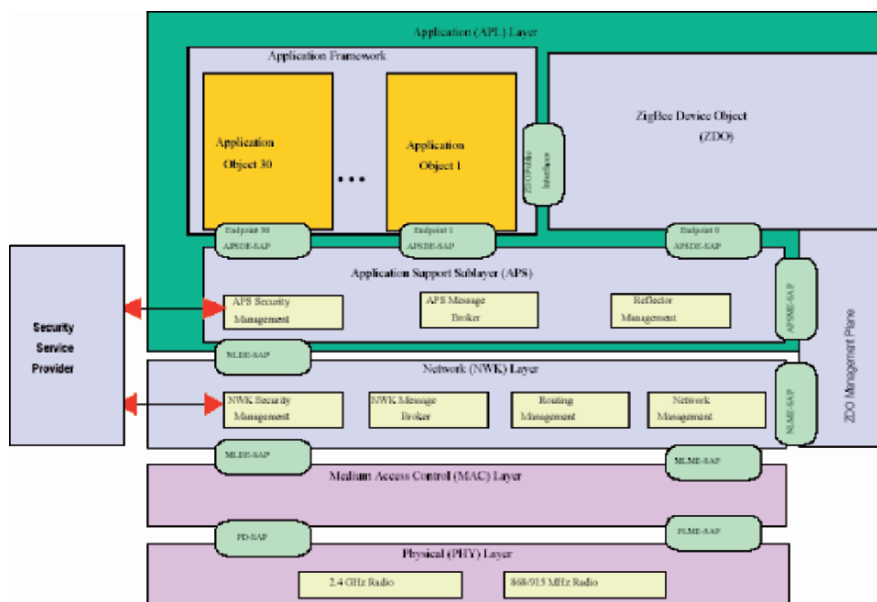 Application (APL) Layer
Application Framework
Application
Object 30
...
Application
Object 1
ZDO Public
Interfaces
ZigBee Device Object
(ZDO)
Endpoint 30
APSDE-SAP
Endpoint 1
APSDE-SAP
Endpoint 0
APSDE-SAP
Application Support Sublayer (APS)
APS Security
Management
APS Message
Broker
Reflector
Management
APSME-SAP
Security
Service
Provider
ZDO Management Plane
NLDE-SAP
Network (NWK) Layer
NWK Security
Management
NWK Message
Broker
Routing
Management
Network
Management
NLME-SAP
MLDE-SAP
MLME-SAP
Medium Access Control (MAC) Layer
PD-SAP
PLME-SAP
Physical (PHY) Layer
2.4 GHz Radio
868/915 MHz Radio